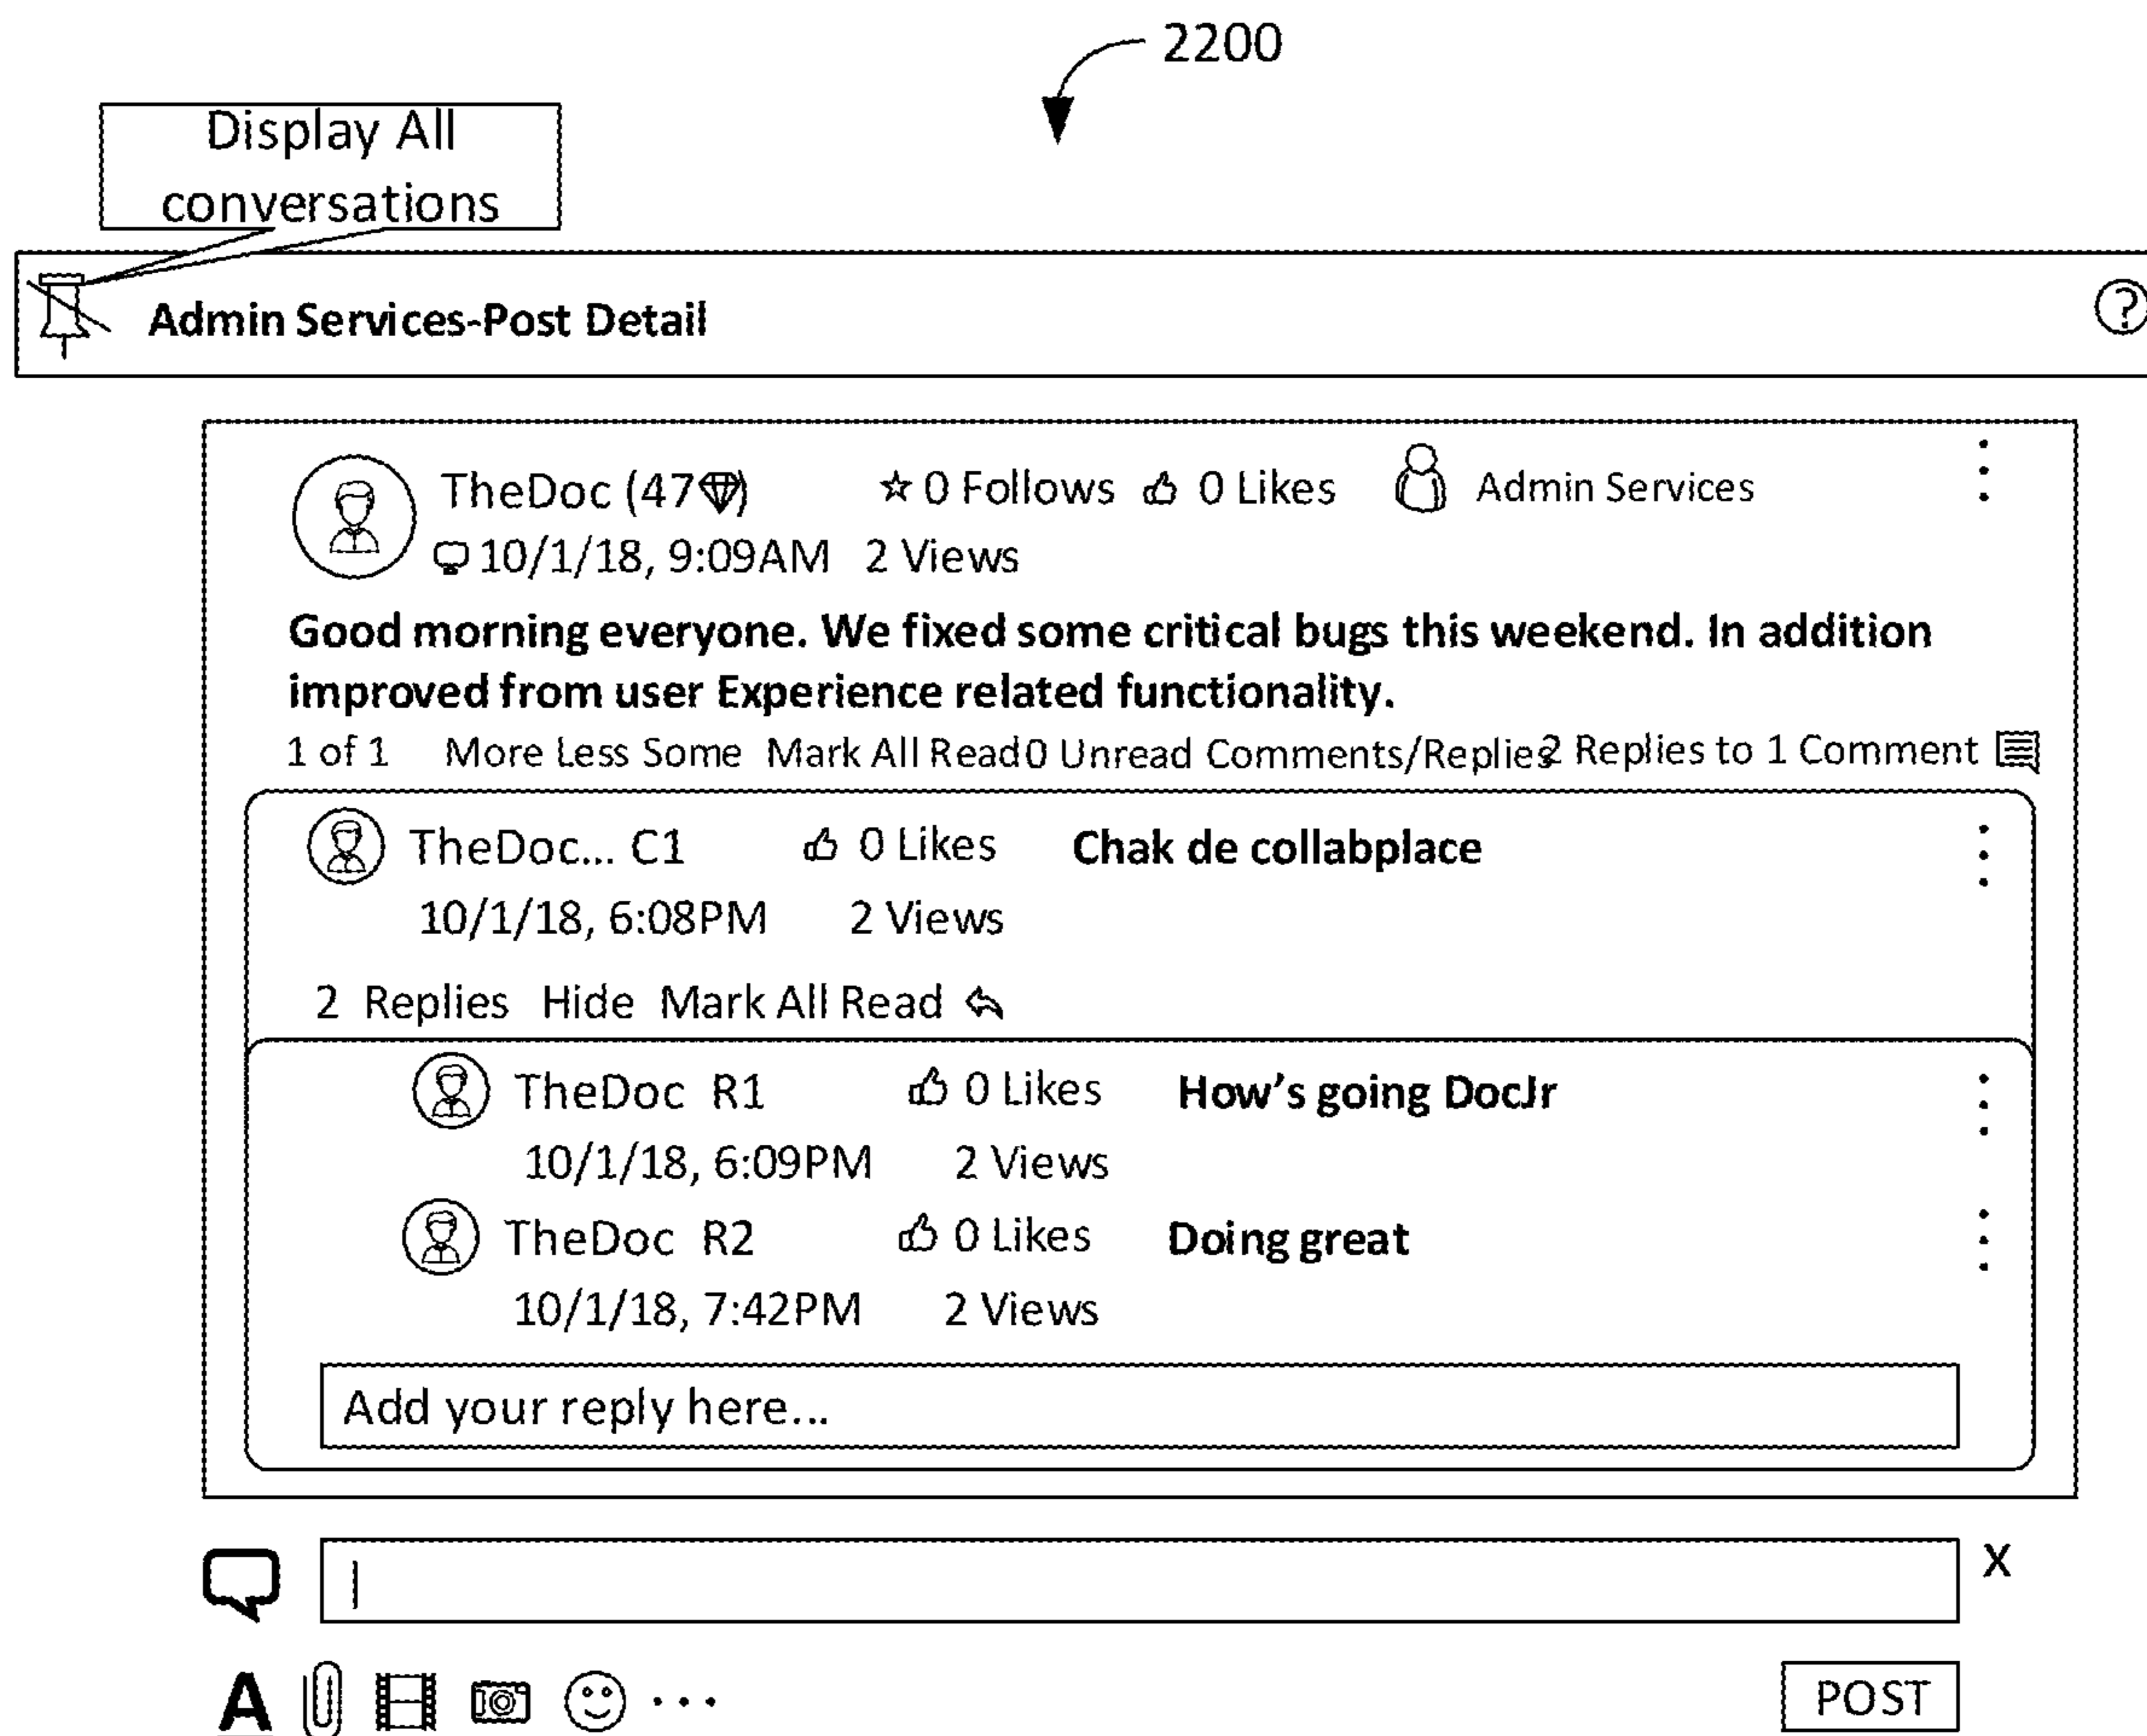 2200
Display All
conversations
Admin Services-Post Detail ?
TheDoc (47) 0 Follows 0 Likes Admin Services
10/1/18, 9:09AM 2 Views
Good morning everyone. We fixed some critical bugs this weekend. In addition
improved from user Experience related functionality.
1 of 1 More Less Some Mark All Read 0 Unread Comments/Replies 2 Replies to 1 Comment
TheDoc... C1 0 Likes Chak de collabplace
10/1/18, 6:08PM 2 Views
2 Replies Hide Mark All Read
TheDoc R1 0 Likes How's going DocJr
10/1/18, 6:09PM 2 Views
TheDoc R2 0 Likes Doing great
10/1/18, 7:42PM 2 Views
Add your reply here...
X
A ... POST